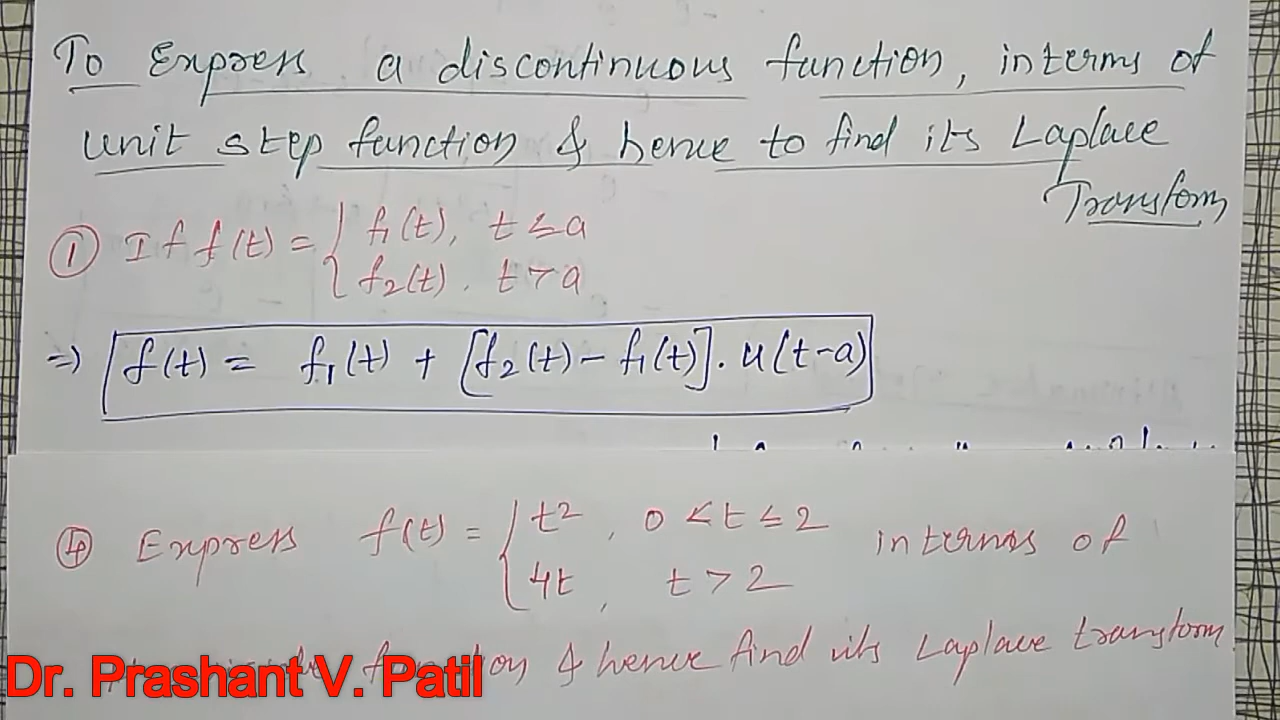 To Express a discontinuous function, interms of
unit step function & hence to find its Laplace
Transform
① If f(t) = { f₁(t), t ≤ a
f₂(t). t > a
⇒ f(t) = f₁(t) + [f₂(t) - f₁(t)]. u(t-a)
④ Express f(t) = { t², 0 < t ≤ 2 interms of
4t, t > 2
function & hence find its Laplace transform.
Dr. Prashant V. Patil